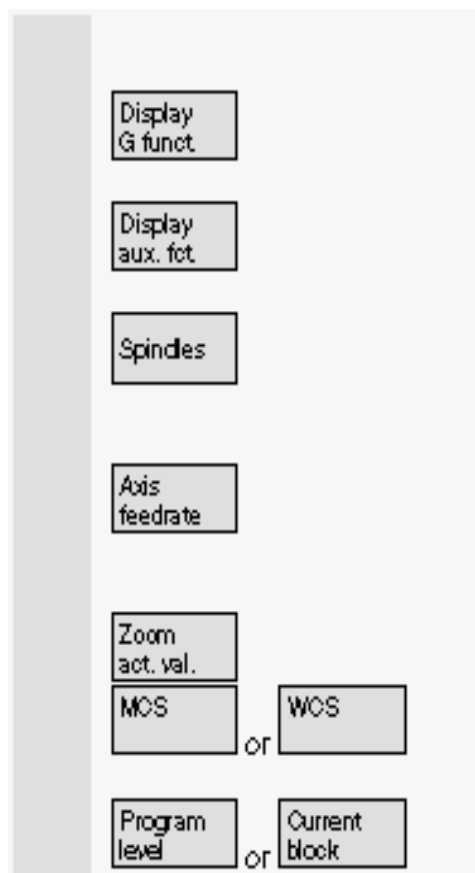 Display
G funct.
Display
aux. fct.
Spindles
Axis
feedrate
Zoom
act. val.
MCS
or
WCS
Program
level
or
Current
block